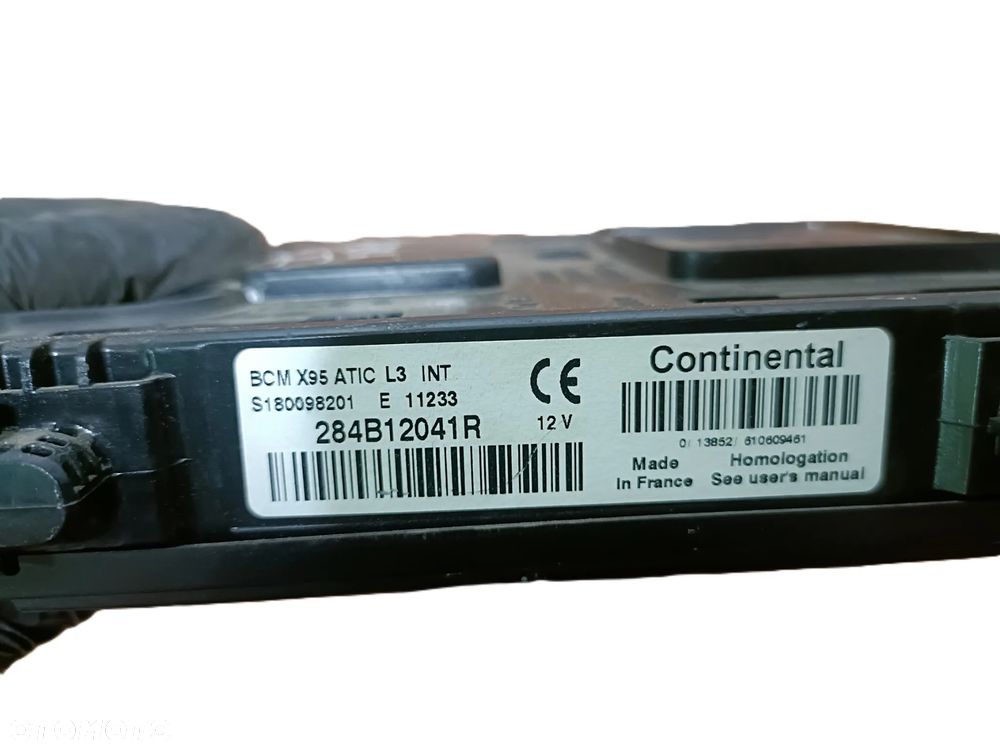 BCM X95 ATIC L3 INT
S180098201 E 11233
284B12041R
12 V
CE
Continental
0/ 13852/ 610609461
Made
In France
Homologation
See user's manual
OTOMOTO